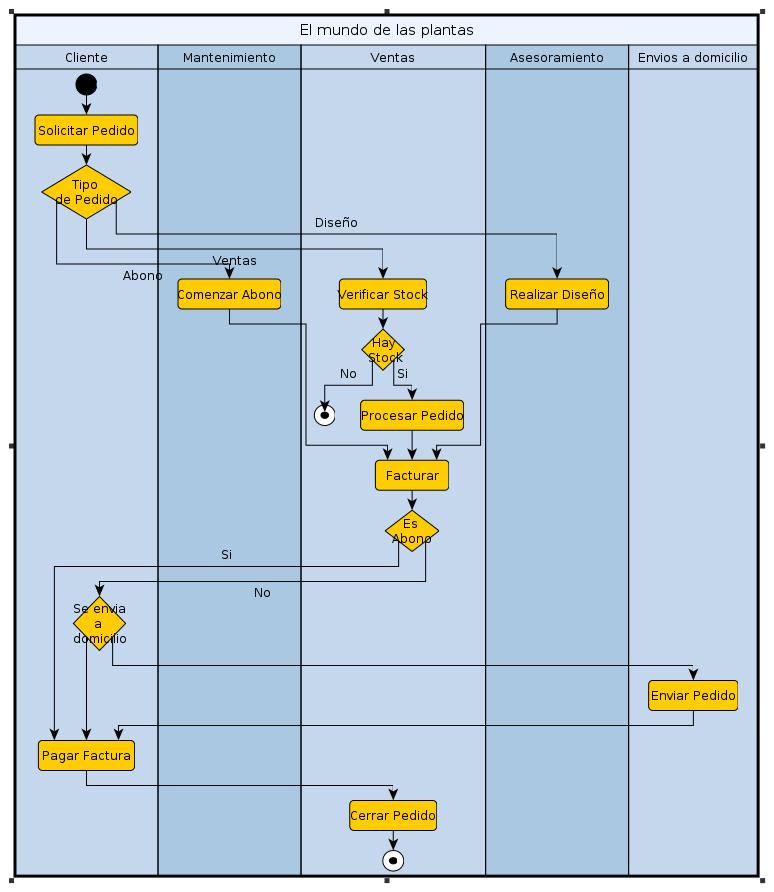 El mundo de las plantas
Cliente
Mantenimiento
Ventas
Asesoramiento
Envios a domicilio
Solicitar Pedido
Tipo
de Pedido
Diseño
Ventas
Abono
Comenzar Abono
Verificar Stock
Realizar Diseño
Hay
Stock
No
Si
Procesar Pedido
Facturar
Es
Abono
Si
No
Se envia
a
domicilio
Enviar Pedido
Pagar Factura
Cerrar Pedido